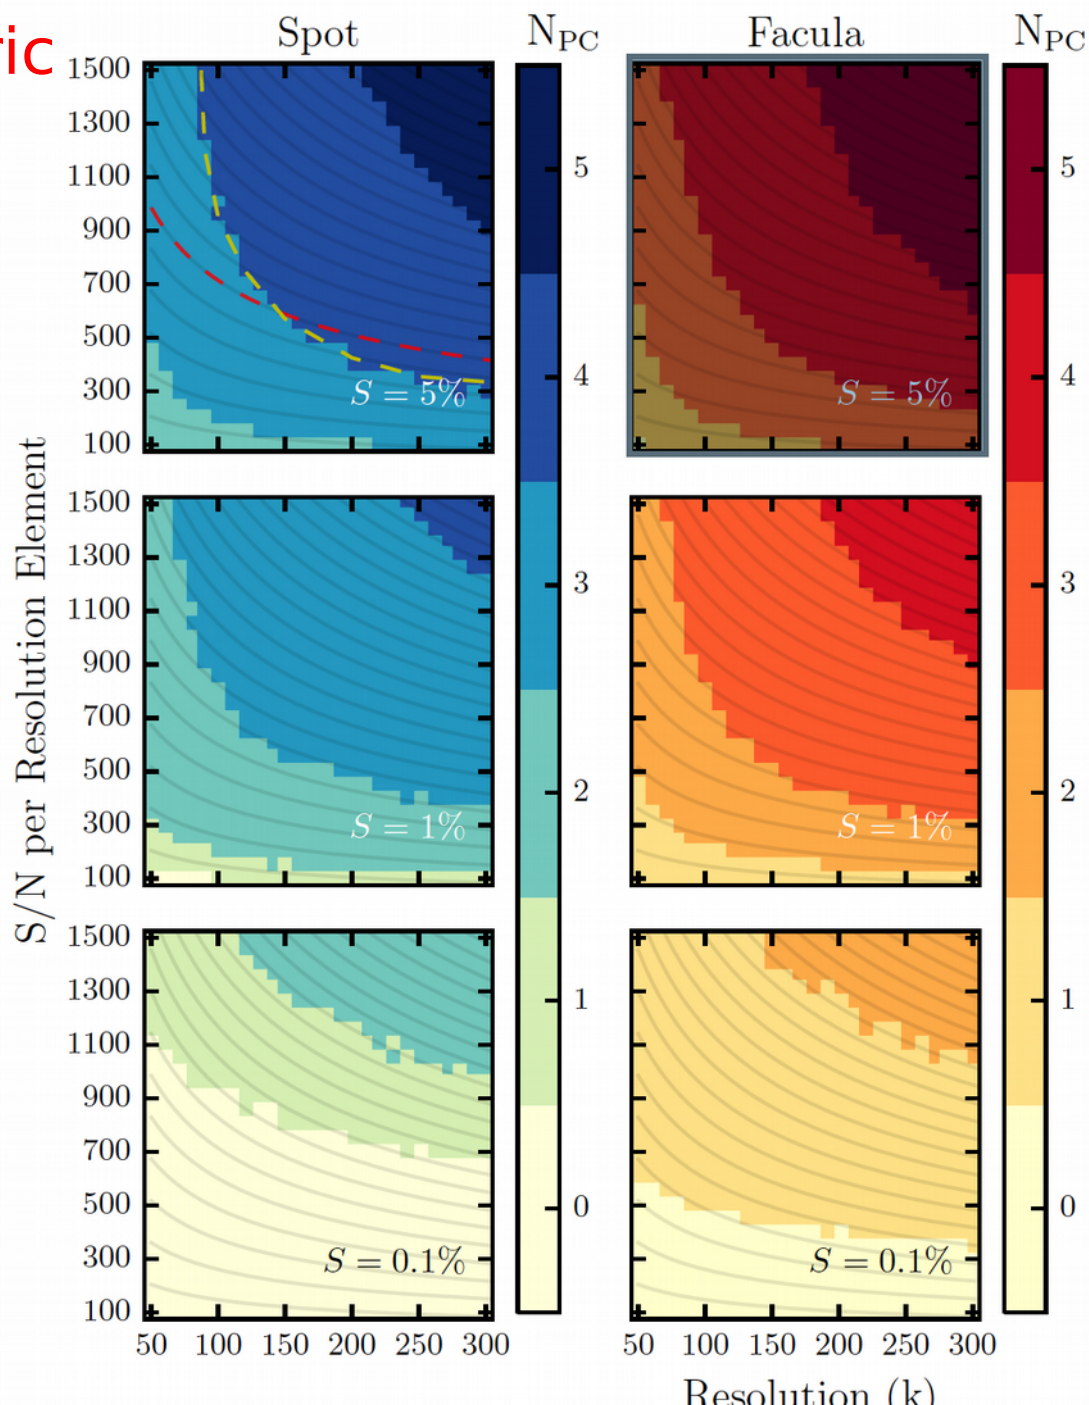 ric
Spot
N_PC
Facula
N_PC
S/N per Resolution Element
1500
1300
1100
900
700
500
300
100
S = 5%
S = 5%
5
4
3
2
1
0
5
4
3
2
1
0
1500
1300
1100
900
700
500
300
100
S = 1%
S = 1%
1500
1300
1100
900
700
500
300
100
S = 0.1%
S = 0.1%
50 100 150 200 250 300
50 100 150 200 250 300
Resolution (k)